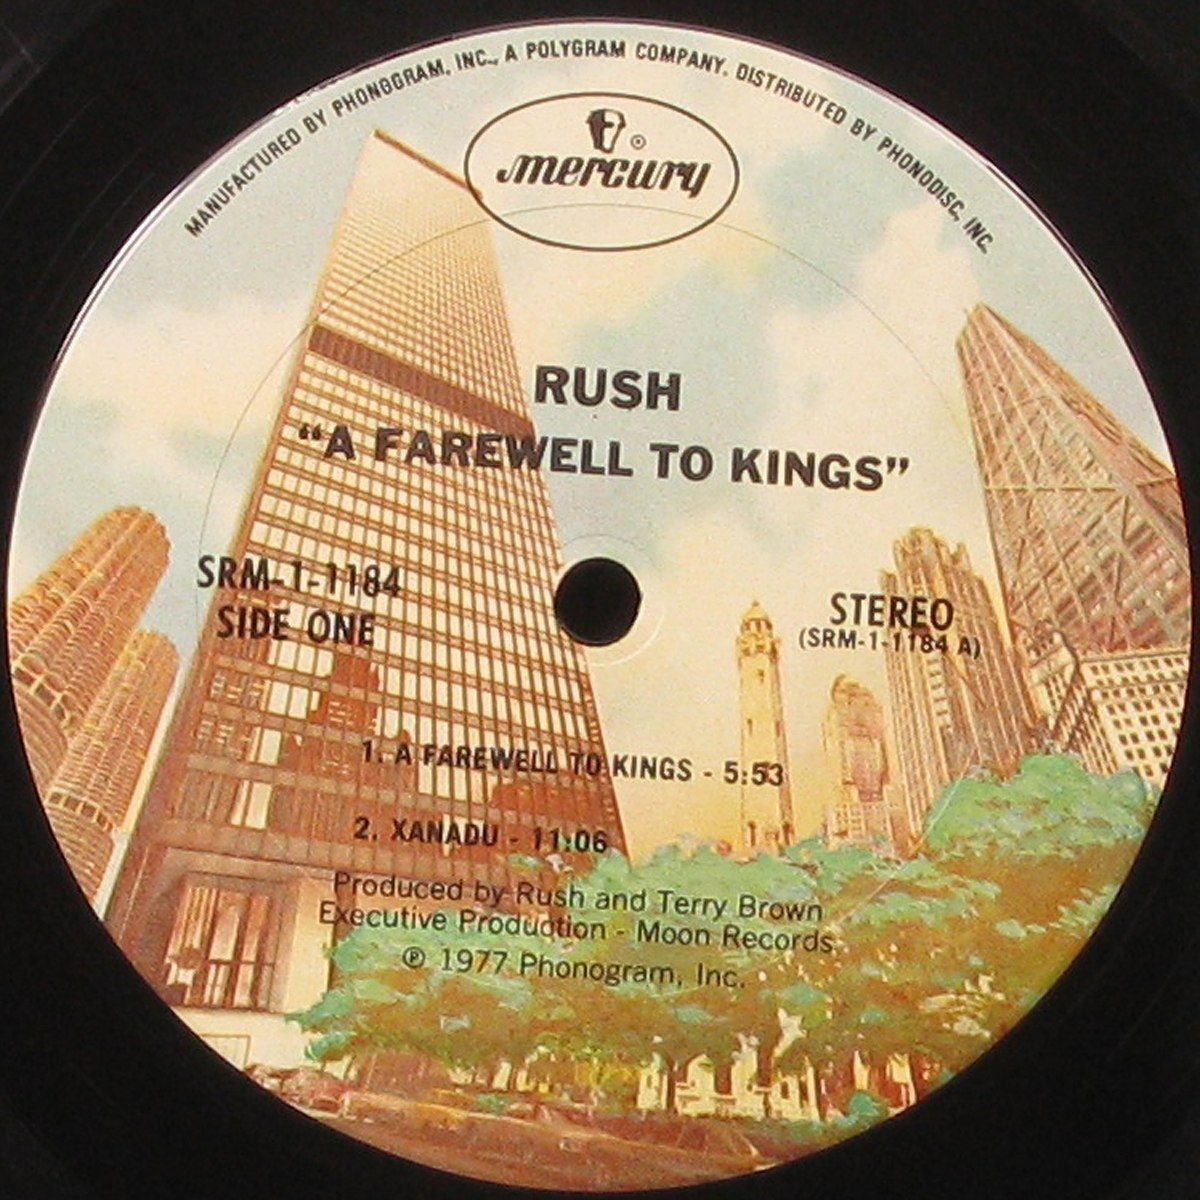 MANUFACTURED BY PHONOGRAM, INC., A POLYGRAM COMPANY. DISTRIBUTED BY PHONODISC, INC.
®
mercury
RUSH
“A FAREWELL TO KINGS”
SRM-1-1184
SIDE ONE
STEREO
(SRM-1-1184 A)
1. A FAREWELL TO KINGS - 5:53
2. XANADU - 11:06
Produced by Rush and Terry Brown
Executive Production - Moon Records
℗ 1977 Phonogram, Inc.